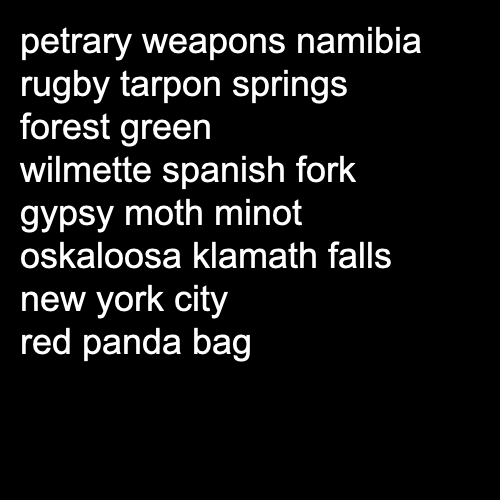 petrary weapons namibia
rugby tarpon springs
forest green
wilmette spanish fork
gypsy moth minot
oskaloosa klamath falls
new york city
red panda bag